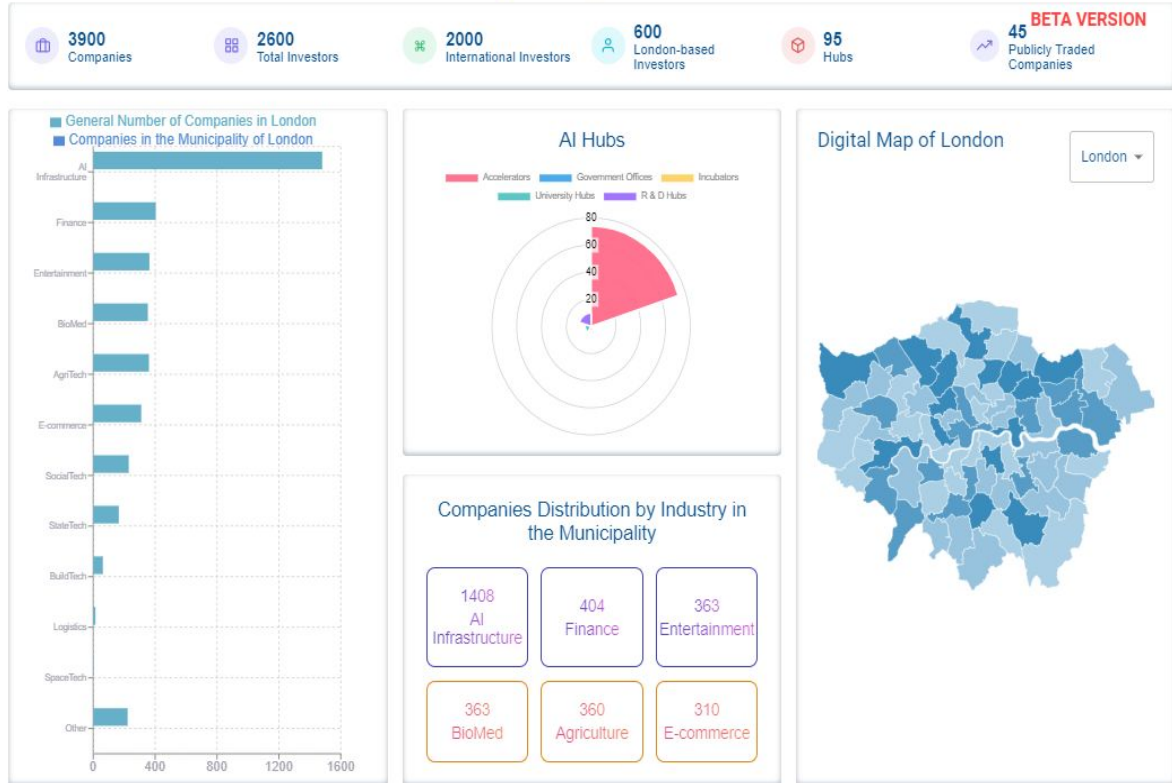 BETA VERSION
3900
Companies
2600
Total Investors
2000
International Investors
600
London-based
Investors
95
Hubs
45
Publicly Traded
Companies
General Number of Companies in London
Companies in the Municipality of London
AI
Infrastructure
Finance
Entertainment
BioMed
AgriTech
E-commerce
SocialTech
StateTech
BuildTech
Logistics
SpaceTech
Other
0 400 800 1200 1600
AI Hubs
Accelerators Government Offices Incubators
University Hubs R & D Hubs
80
60
40
20
Companies Distribution by Industry in
the Municipality
1408
AI
Infrastructure
404
Finance
363
Entertainment
363
BioMed
360
Agriculture
310
E-commerce
Digital Map of London
London